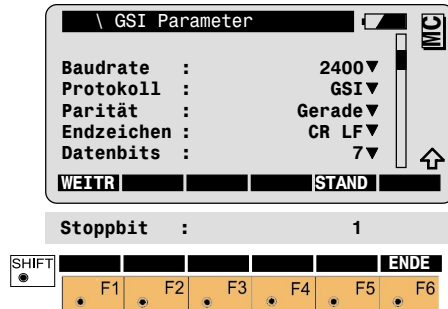 \ GSI Parameter
MC
Baudrate : 2400▼
Protokoll : GSI▼
Parität : Gerade▼
Endzeichen : CR LF▼
Datenbits : 7▼
WEITR STAND
Stoppbit : 1
SHIFT ENDE
F1 F2 F3 F4 F5 F6